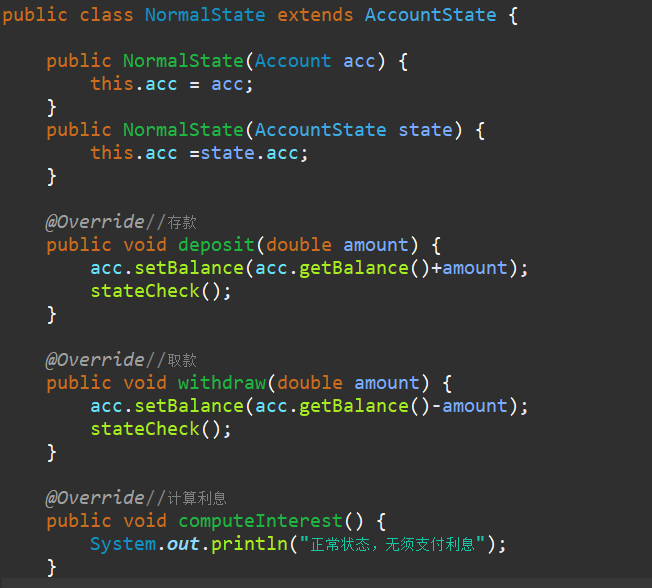 public class NormalState extends AccountState {
public NormalState(Account acc) {
this.acc = acc;
}
public NormalState(AccountState state) {
this.acc =state.acc;
}
@Override//存款
public void deposit(double amount) {
acc.setBalance(acc.getBalance()+amount);
stateCheck();
}
@Override//取款
public void withdraw(double amount) {
acc.setBalance(acc.getBalance()-amount);
stateCheck();
}
@Override//计算利息
public void computeInterest() {
System.out.println("正常状态，无须支付利息");
}